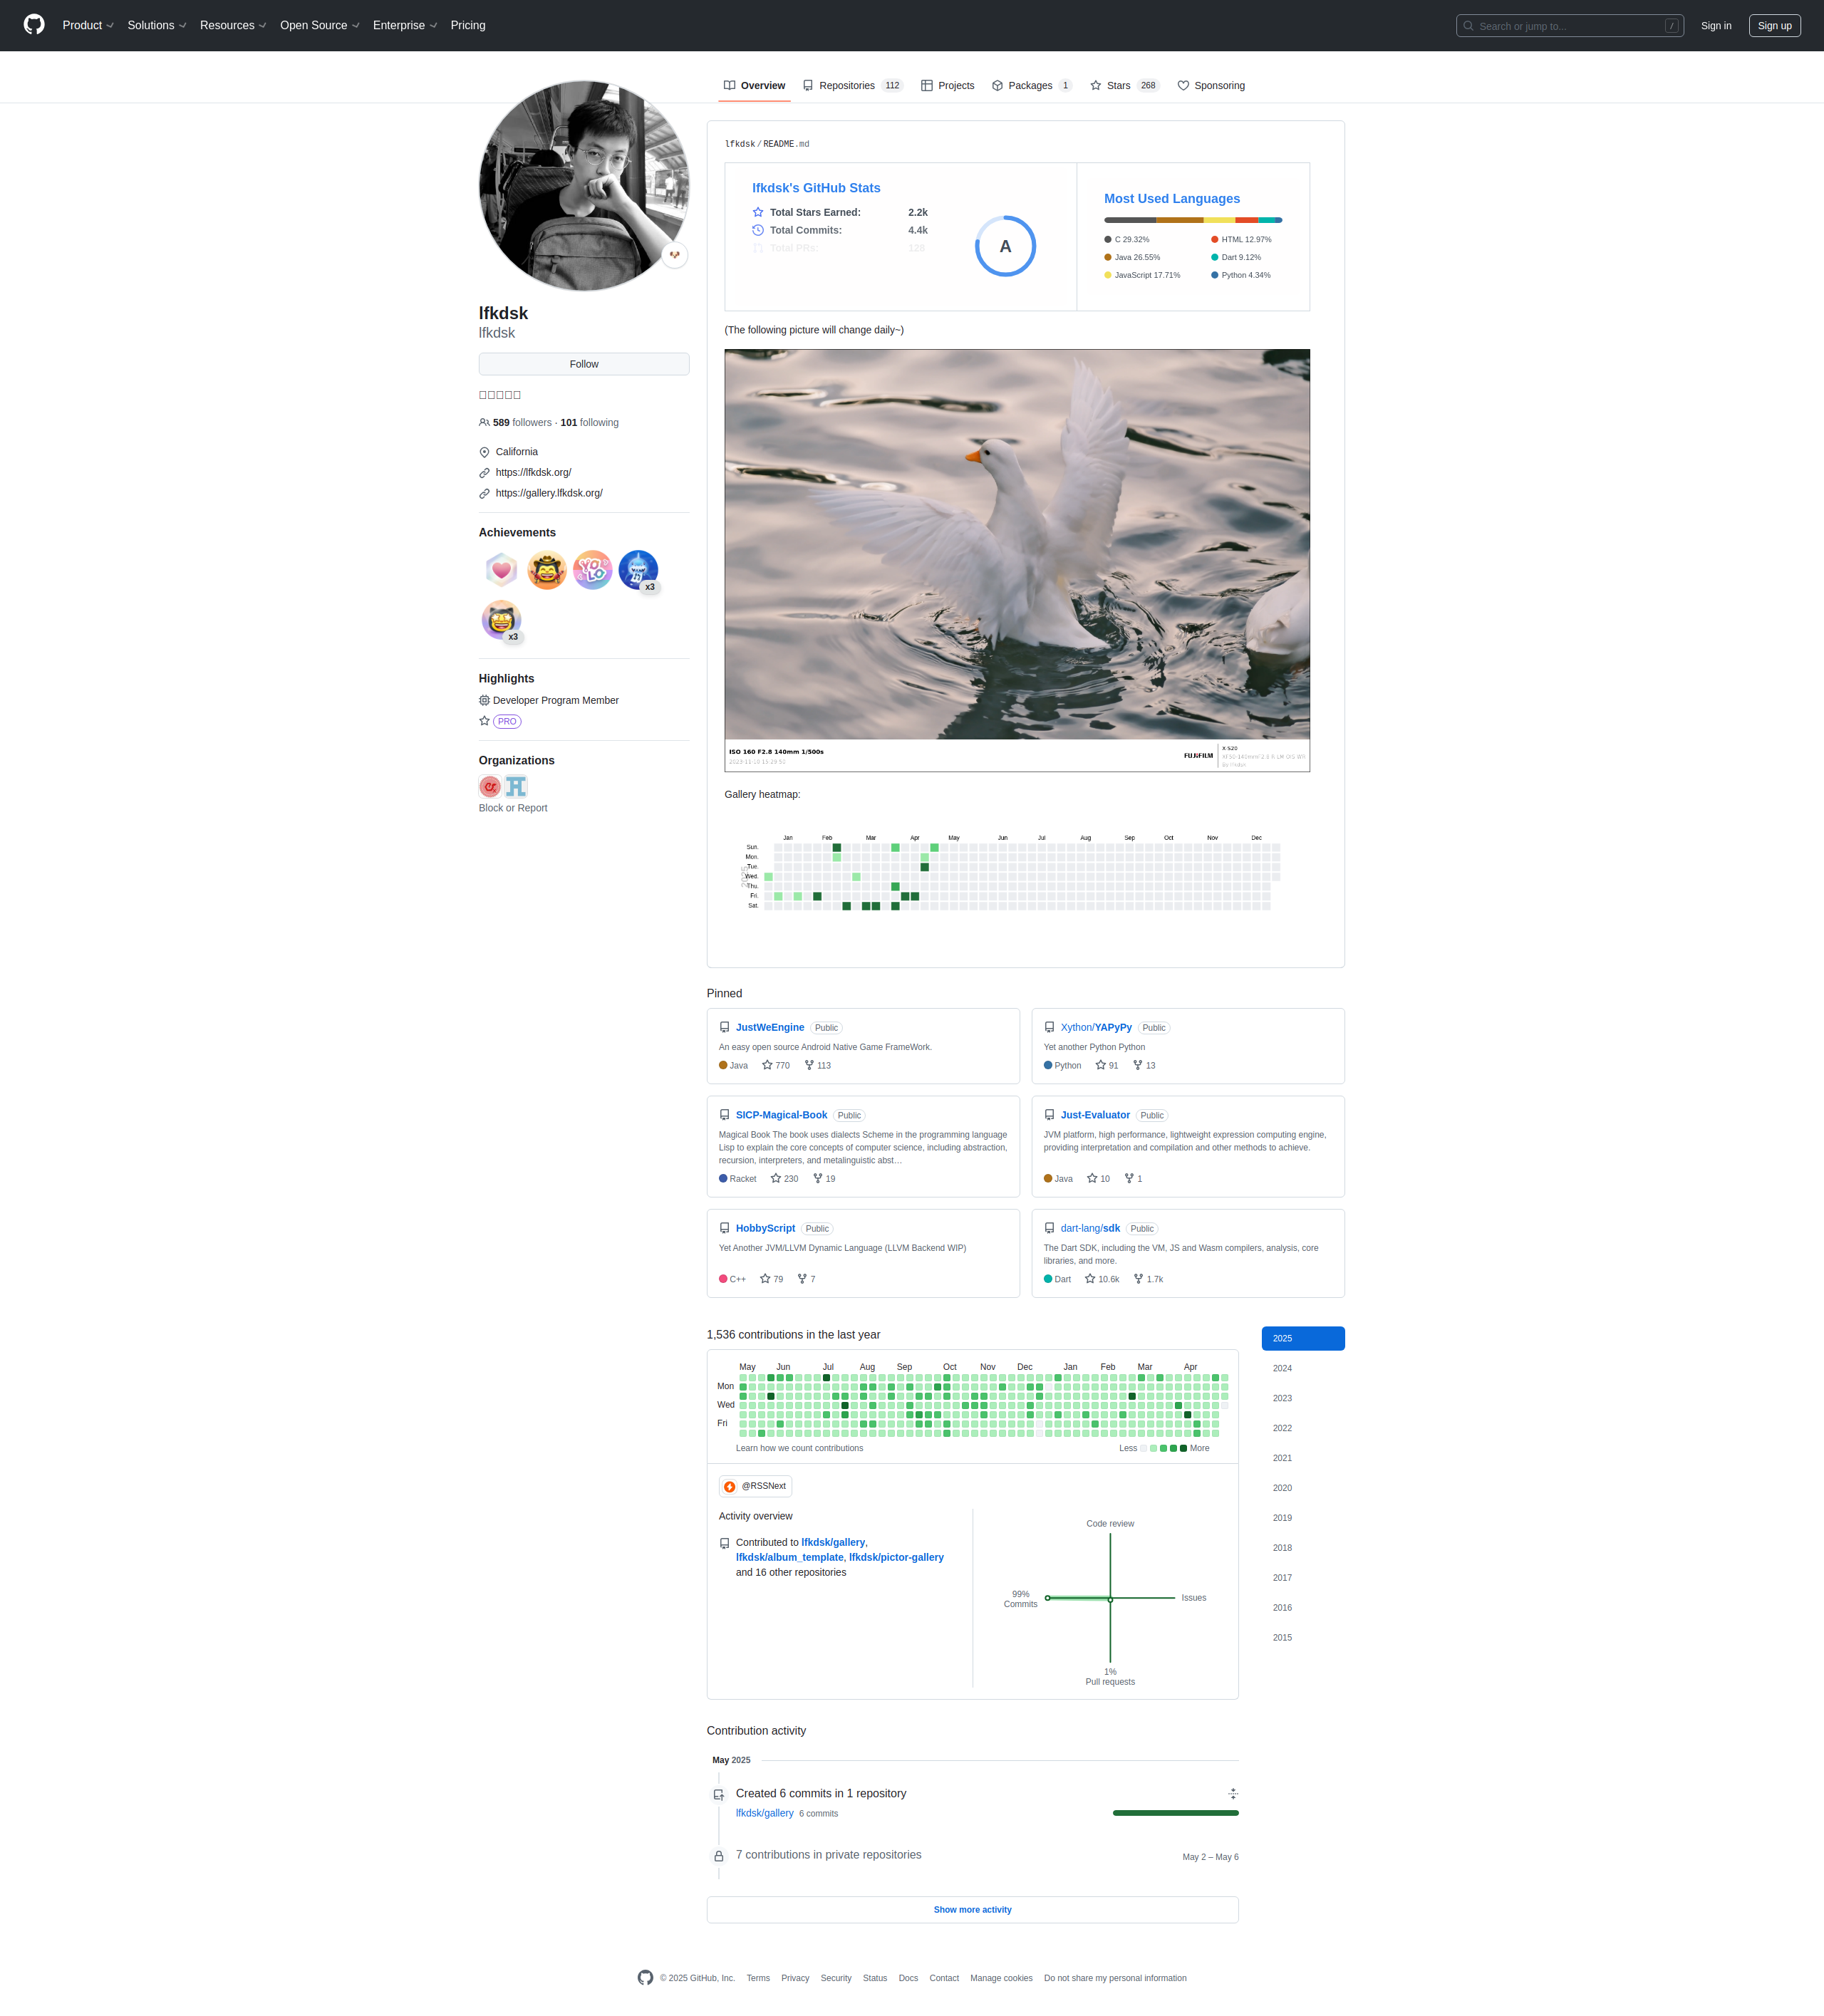 Product Solutions Resources Open Source Enterprise Pricing Search or jump to... / Sign in Sign up
Overview Repositories 112 Projects Packages 1 Stars 268 Sponsoring
lfkdsk
lfkdsk
Follow
589 followers · 101 following
California
https://lfkdsk.org/
https://gallery.lfkdsk.org/
Achievements
YOLO
x3
x3
Highlights
Developer Program Member
PRO
Organizations
Block or Report
lfkdsk/README.md
lfkdsk's GitHub Stats
Total Stars Earned: 2.2k
Total Commits: 4.4k
Total PRs: 128
A
Most Used Languages
C 29.32% HTML 12.97%
Java 26.55% Dart 9.12%
JavaScript 17.71% Python 4.34%
(The following picture will change daily~)
ISO 160 F2.8 140mm 1/500s
FUJIFILM
Gallery heatmap:
Jan Feb Mar Apr May Jun Jul Aug Sep Oct Nov Dec
Sun.
Mon.
Tue.
Wed.
Thu.
Fri.
Sat.
Pinned
JustWeEngine Public
An easy open source Android Native Game FrameWork.
Java 770 113
Xython/YAPyPy Public
Yet another Python Python
Python 91 13
SICP-Magical-Book Public
Magical Book The book uses dialects Scheme in the programming language
Lisp to explain the core concepts of computer science, including abstraction,
recursion, interpreters, and metalinguistic abst…
Racket 230 19
Just-Evaluator Public
JVM platform, high performance, lightweight expression computing engine,
providing interpretation and compilation and other methods to achieve.
Java 10 1
HobbyScript Public
Yet Another JVM/LLVM Dynamic Language (LLVM Backend WIP)
C++ 79 7
dart-lang/sdk Public
The Dart SDK, including the VM, JS and Wasm compilers, analysis, core
libraries, and more.
Dart 10.6k 1.7k
1,536 contributions in the last year
May Jun Jul Aug Sep Oct Nov Dec Jan Feb Mar Apr
Mon
Wed
Fri
Learn how we count contributions
Less More
@RSSNext
Activity overview
Contributed to lfkdsk/gallery,
lfkdsk/album_template, lfkdsk/pictor-gallery
and 16 other repositories
Code review
99%
Commits
Issues
1%
Pull requests
2025
2024
2023
2022
2021
2020
2019
2018
2017
2016
2015
Contribution activity
May 2025
Created 6 commits in 1 repository
lfkdsk/gallery 6 commits
7 contributions in private repositories
May 2 – May 6
Show more activity
© 2025 GitHub, Inc. Terms Privacy Security Status Docs Contact Manage cookies Do not share my personal information